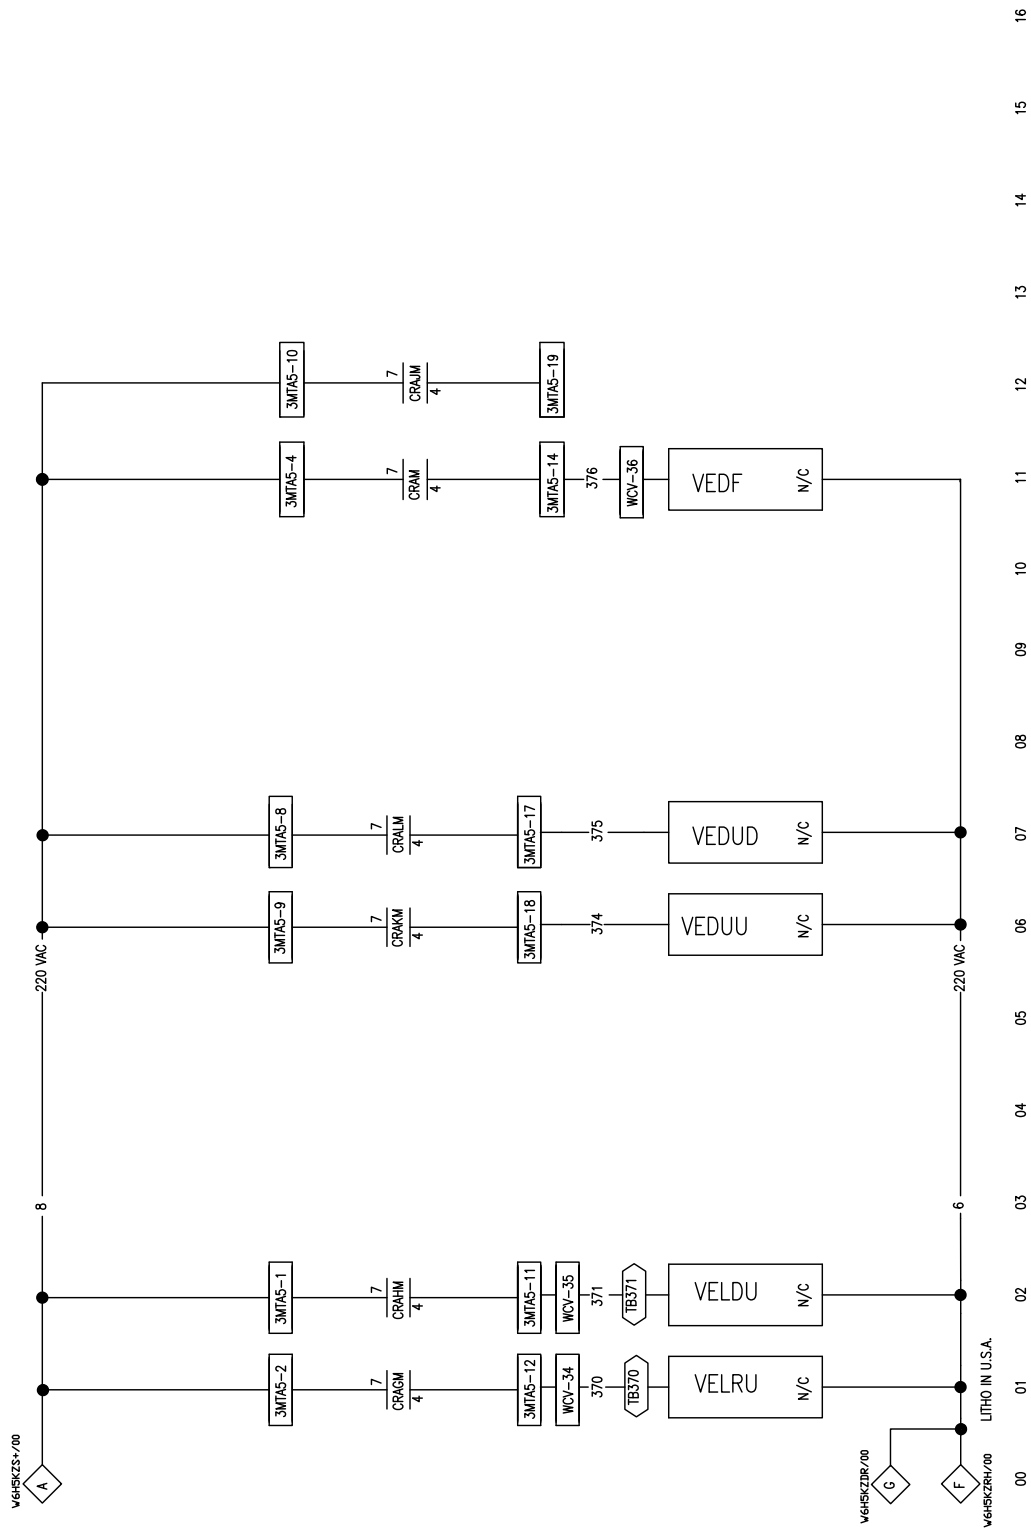 W6H5KZS+/00
A
8
220 VAC
00
01
3MTA5-2
7
CRAGM
4
3MTA5-12
WCV-34
370
TB370
VELRU
N/C
02
3MTA5-1
7
CRAHM
4
3MTA5-11
WCV-35
371
TB371
VELDU
N/C
03
04
05
06
3MTA5-9
7
CRAKM
4
3MTA5-18
374
VEDUU
N/C
07
3MTA5-8
7
CRALM
4
3MTA5-17
375
VEDUD
N/C
08
09
10
11
3MTA5-4
7
CRAM
4
3MTA5-14
376
WCV-36
VEDF
N/C
12
3MTA5-10
7
CRAJM
4
3MTA5-19
13
14
15
16
W6H5KZDR/00
G
F
W6H5KZRH/00
6
220 VAC
LITHO IN U.S.A.